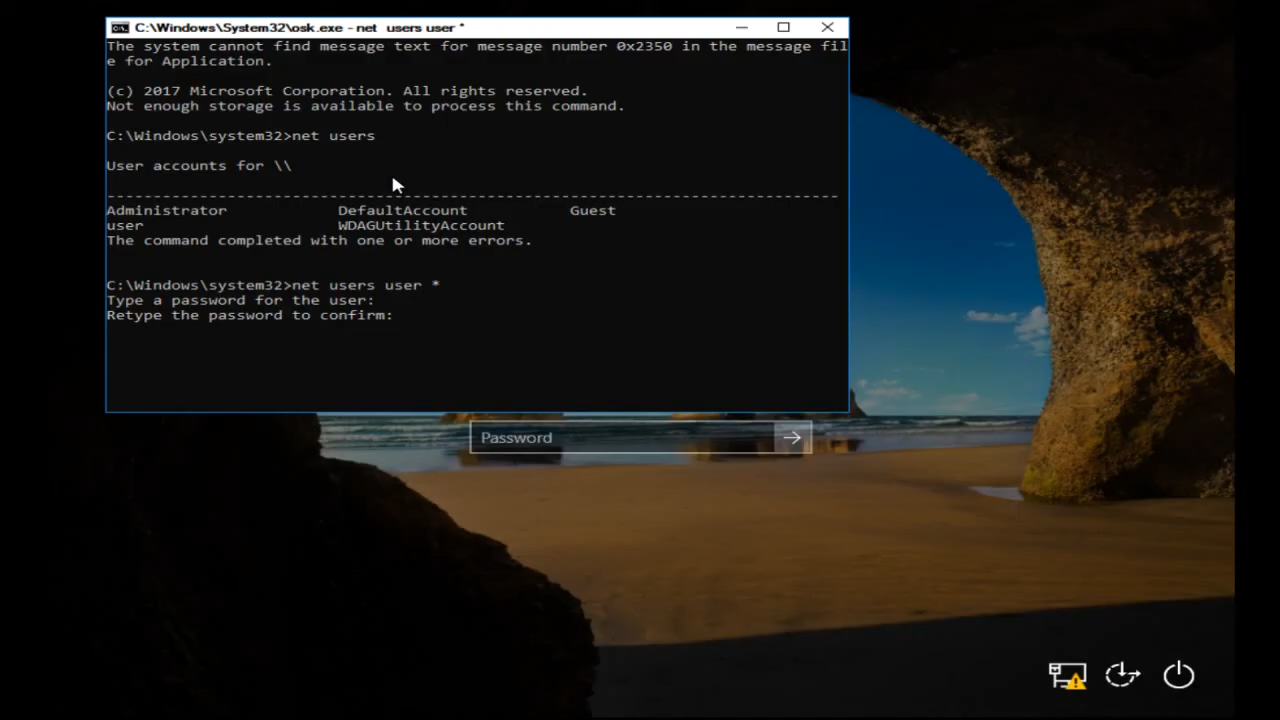 C:\Windows\System32\osk.exe - net  users user *
The system cannot find message text for message number 0x2350 in the message fil
e for Application.
(c) 2017 Microsoft Corporation. All rights reserved.
Not enough storage is available to process this command.
C:\Windows\system32>net users
User accounts for \\
-------------------------------------------------------------------------------
Administrator            DefaultAccount           Guest
user                     WDAGUtilityAccount
The command completed with one or more errors.
C:\Windows\system32>net users user *
Type a password for the user:
Retype the password to confirm:
Password